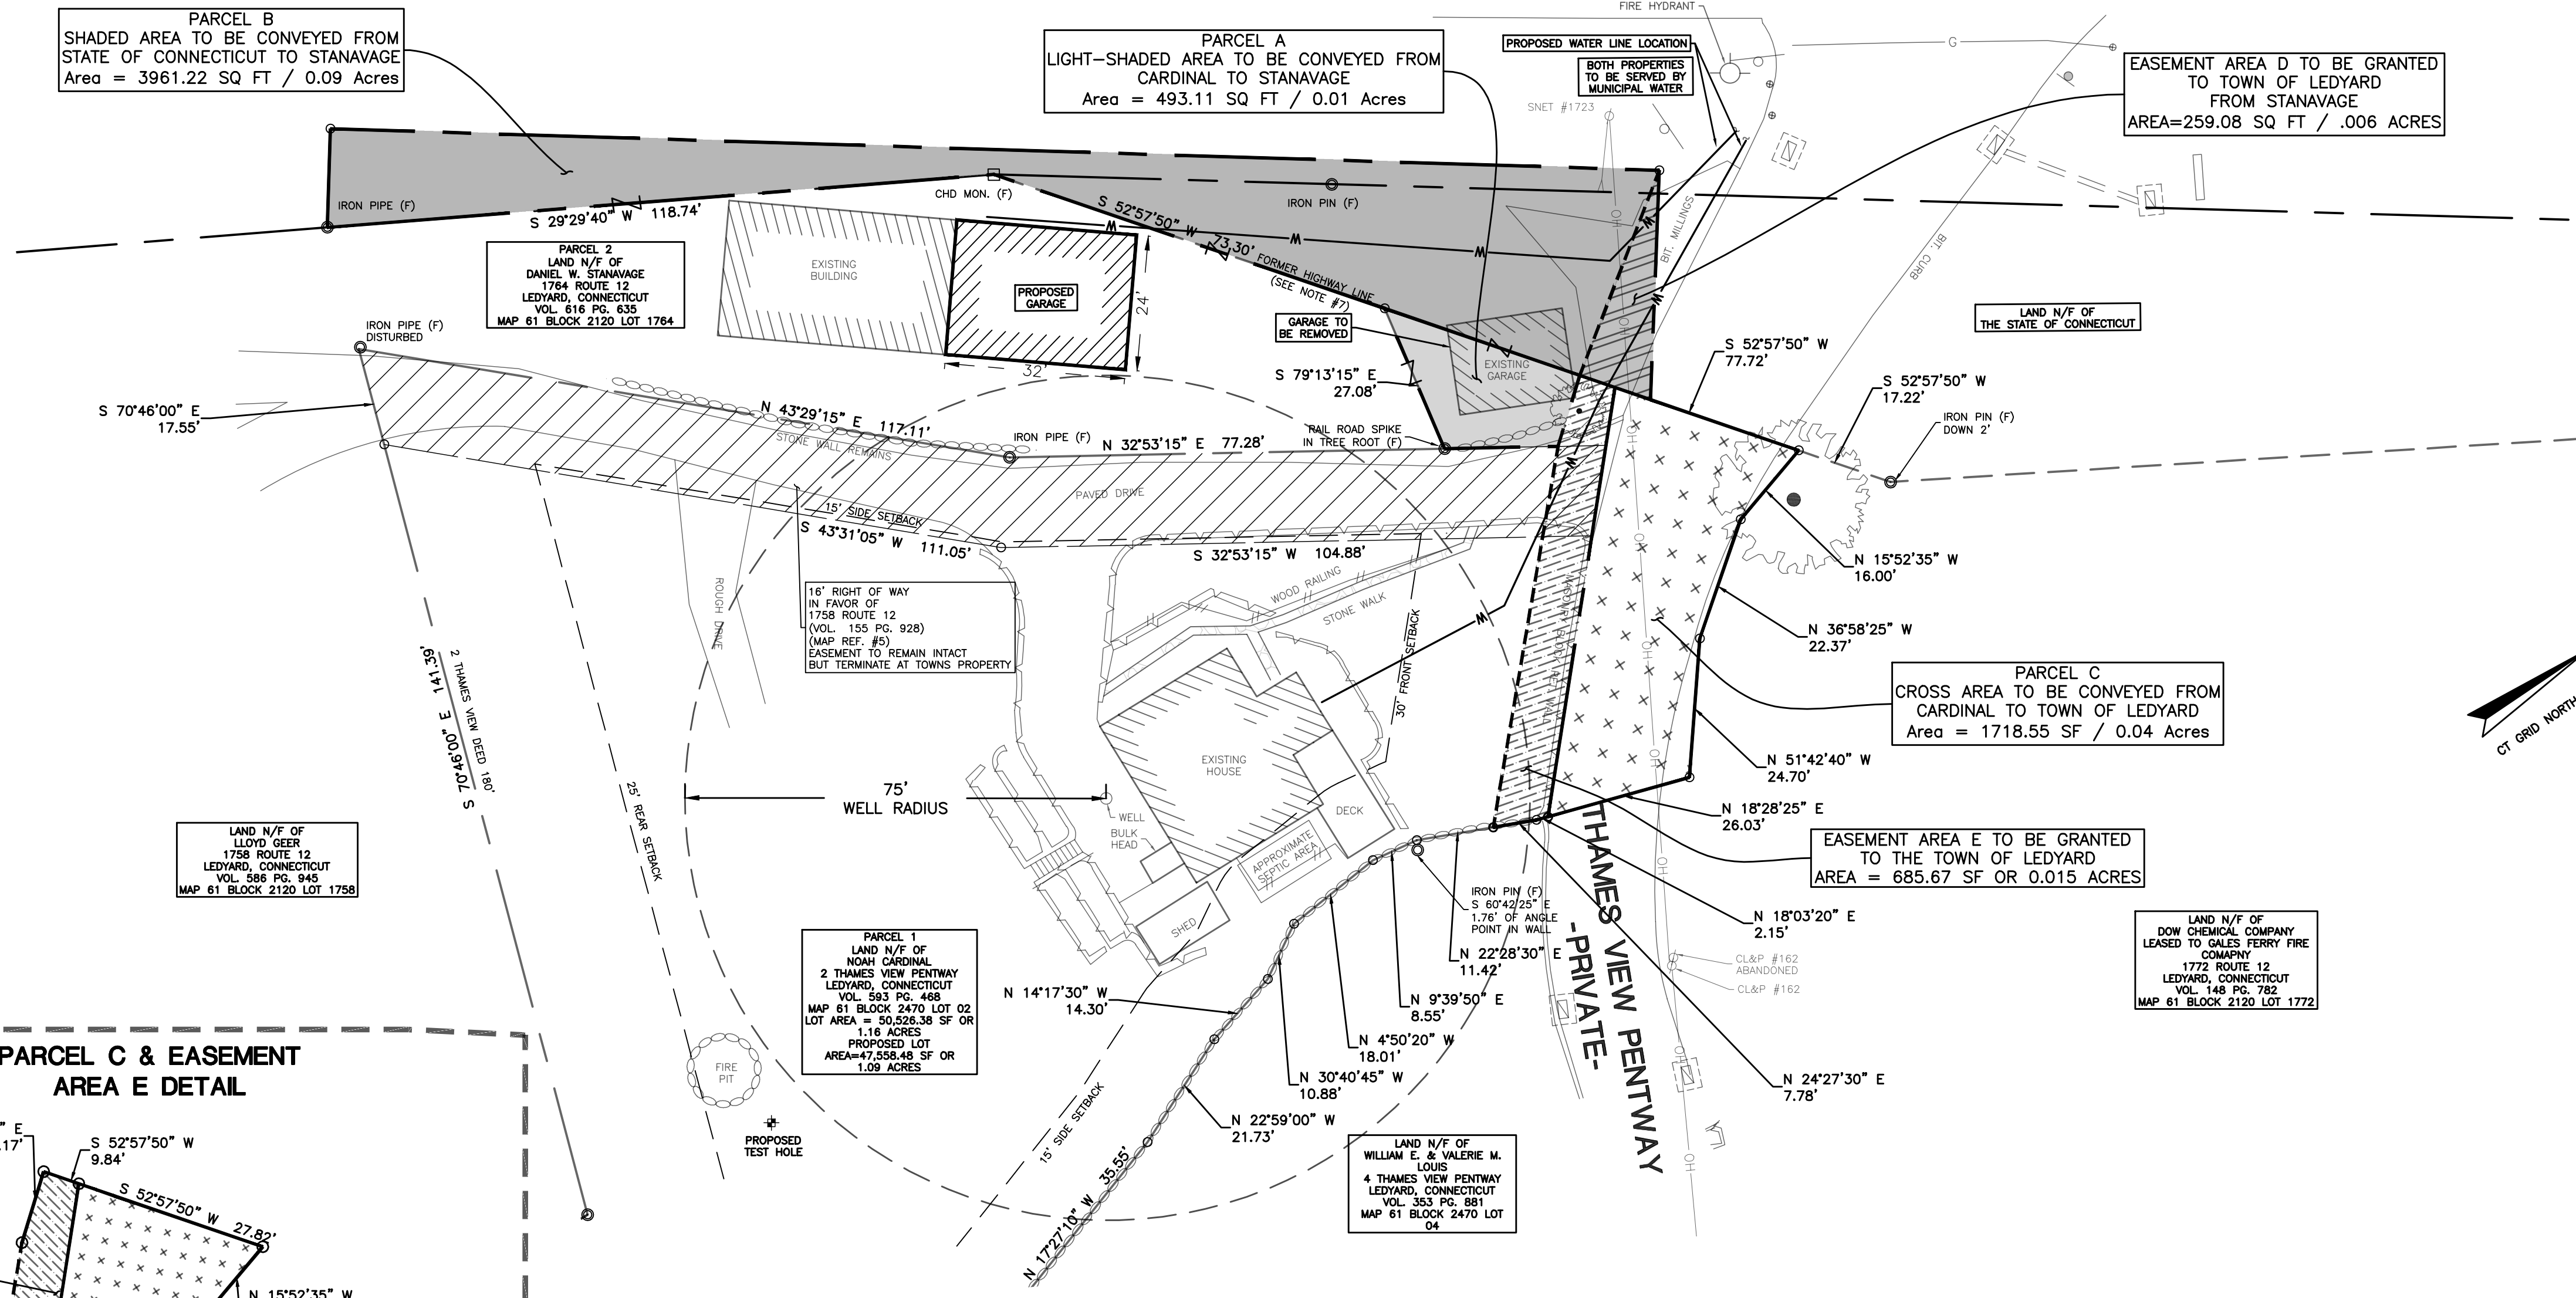 PARCEL B
SHADED AREA TO BE CONVEYED FROM
STATE OF CONNECTICUT TO STANAVAGE
Area = 3961.22 SQ FT / 0.09 Acres
PARCEL A
LIGHT-SHADED AREA TO BE CONVEYED FROM
CARDINAL TO STANAVAGE
Area = 493.11 SQ FT / 0.01 Acres
FIRE HYDRANT
PROPOSED WATER LINE LOCATION
BOTH PROPERTIES
TO BE SERVED BY
MUNICIPAL WATER
SNET #1723
G
EASEMENT AREA D TO BE GRANTED
TO TOWN OF LEDYARD
FROM STANAVAGE
AREA=259.08 SQ FT / .006 ACRES
IRON PIPE (F)
S 29°29'40" W 118.74'
CHD MON. (F)
IRON PIN (F)
S 52°57'50" W 73.30'
FORMER HIGHWAY LINE
(SEE NOTE #7)
W
W
W
W
W
OH
BIT. MILLINGS
BIT. CURB
PARCEL 2
LAND N/F OF
DANIEL W. STANAVAGE
1764 ROUTE 12
LEDYARD, CONNECTICUT
VOL. 616 PG. 635
MAP 61 BLOCK 2120 LOT 1764
EXISTING
BUILDING
PROPOSED
GARAGE
24'
32'
GARAGE TO
BE REMOVED
EXISTING
GARAGE
OH
LAND N/F OF
THE STATE OF CONNECTICUT
IRON PIPE (F)
DISTURBED
S 70°46'00" E
17.55'
N 43°29'15" E 117.11'
STONE WALL REMAINS
IRON PIPE (F)
N 32°53'15" E 77.28'
S 79°13'15" E
27.08'
RAIL ROAD SPIKE
IN TREE ROOT (F)
S 52°57'50" W
77.72'
S 52°57'50" W
17.22'
IRON PIN (F)
DOWN 2'
PAVED DRIVE
15' SIDE SETBACK
S 43°31'05" W 111.05'
S 32°53'15" W 104.88'
W
OH
OH
N 15°52'35" W
16.00'
16' RIGHT OF WAY
IN FAVOR OF
1758 ROUTE 12
(VOL. 155 PG. 928)
(MAP REF. #5)
EASEMENT TO REMAIN INTACT
BUT TERMINATE AT TOWNS PROPERTY
ROUGH DRIVE
WOOD RAILING
STONE WALK
W
30' FRONT SETBACK
OH
OH
N 36°58'25" W
22.37'
PARCEL C
CROSS AREA TO BE CONVEYED FROM
CARDINAL TO TOWN OF LEDYARD
Area = 1718.55 SF / 0.04 Acres
CT GRID NORTH
S 70°46'00" E 141.39'
2 THAMES VIEW DEED 180'
25' REAR SETBACK
75'
WELL RADIUS
WELL
BULK
HEAD
EXISTING
HOUSE
DECK
APPROXIMATE
SEPTIC AREA
SHED
N 51°42'40" W
24.70'
N 18°28'25" E
26.03'
EASEMENT AREA E TO BE GRANTED
TO THE TOWN OF LEDYARD
AREA = 685.67 SF OR 0.015 ACRES
LAND N/F OF
LLOYD GEER
1758 ROUTE 12
LEDYARD, CONNECTICUT
VOL. 586 PG. 945
MAP 61 BLOCK 2120 LOT 1758
IRON PIN (F)
S 60°42'25" E
1.76' OF ANGLE
POINT IN WALL
THAMES VIEW PENTWAY
-PRIVATE-
OH
N 18°03'20" E
2.15'
N 22°28'30" E
11.42'
CL&P #162
ABANDONED
CL&P #162
LAND N/F OF
DOW CHEMICAL COMPANY
LEASED TO GALES FERRY FIRE
COMAPNY
1772 ROUTE 12
LEDYARD, CONNECTICUT
VOL. 148 PG. 782
MAP 61 BLOCK 2120 LOT 1772
PARCEL 1
LAND N/F OF
NOAH CARDINAL
2 THAMES VIEW PENTWAY
LEDYARD, CONNECTICUT
VOL. 593 PG. 468
MAP 61 BLOCK 2470 LOT 02
LOT AREA = 50,526.38 SF OR
1.16 ACRES
PROPOSED LOT
AREA=47,558.48 SF OR
1.09 ACRES
N 14°17'30" W
14.30'
N 9°39'50" E
8.55'
N 4°50'20" W
18.01'
N 30°40'45" W
10.88'
N 22°59'00" W
21.73'
N 24°27'30" E
7.78'
OH
OH
FIRE
PIT
PROPOSED
TEST HOLE
15' SIDE SETBACK
N 17°27'10" W 35.55'
LAND N/F OF
WILLIAM E. & VALERIE M.
LOUIS
4 THAMES VIEW PENTWAY
LEDYARD, CONNECTICUT
VOL. 353 PG. 881
MAP 61 BLOCK 2470 LOT
04
PARCEL C & EASEMENT
AREA E DETAIL
" E
.17'
S 52°57'50" W
9.84'
S 52°57'50" W 27.82'
N 15°52'35" W